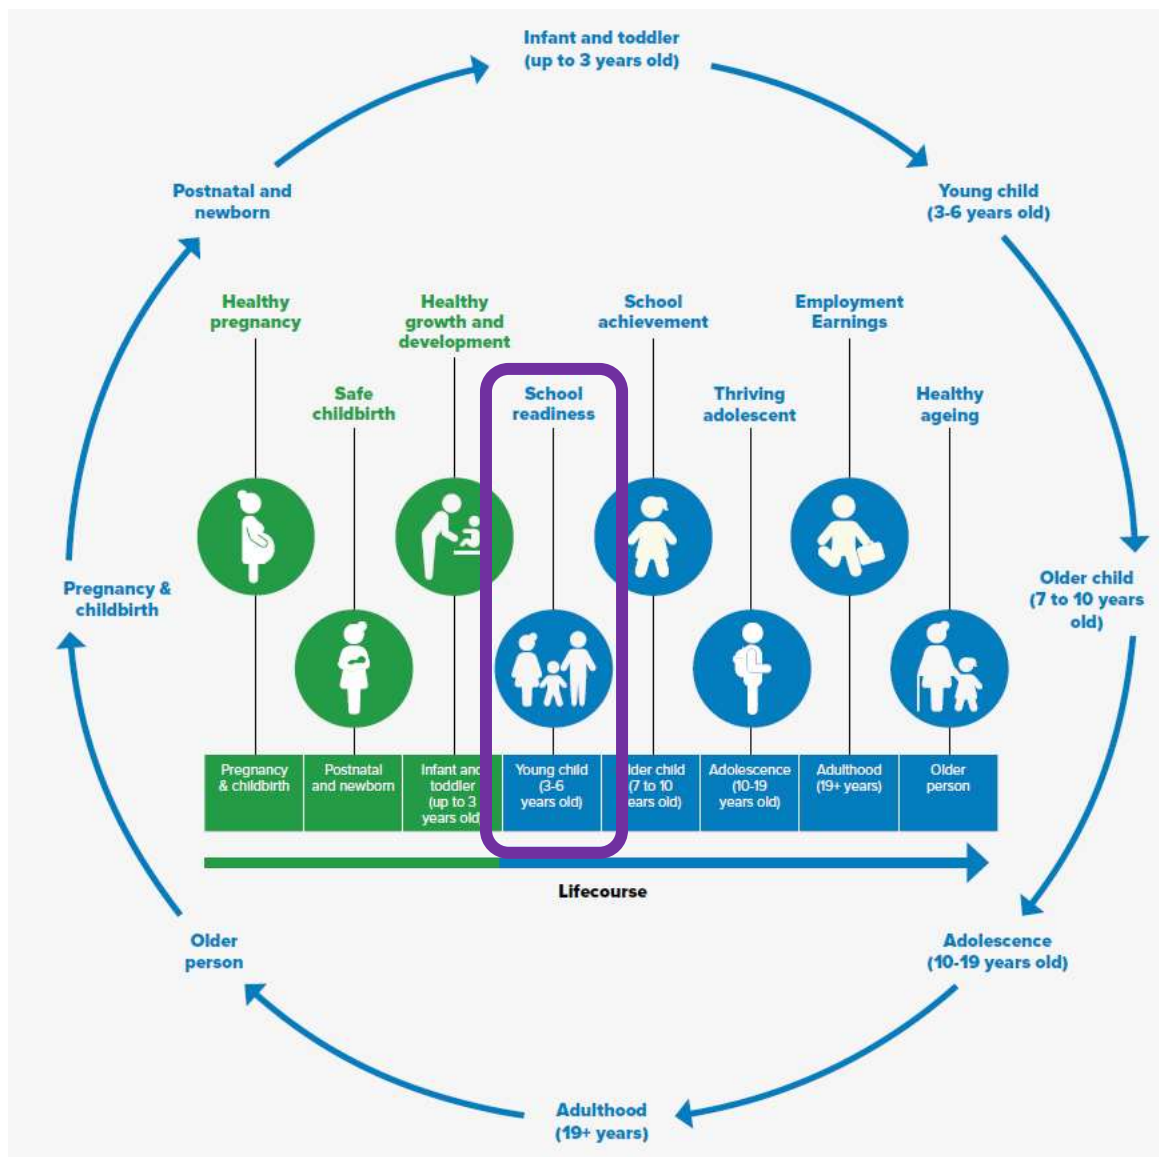 Infant and toddler
(up to 3 years old)
Postnatal and
newborn
Young child
(3-6 years old)
Healthy
pregnancy
Healthy
growth and
development
School
achievement
Employment
Earnings
Safe
childbirth
School
readiness
Thriving
adolescent
Healthy
ageing
Pregnancy &
childbirth
Older child
(7 to 10 years
old)
Pregnancy
& childbirth
Postnatal
and newborn
Infant and
toddler
(up to 3
years old)
Young child
(3-6
years old)
Older child
(7 to 10
years old)
Adolescence
(10-19
years old)
Adulthood
(19+ years)
Older
person
Lifecourse
Older
person
Adolescence
(10-19 years old)
Adulthood
(19+ years)